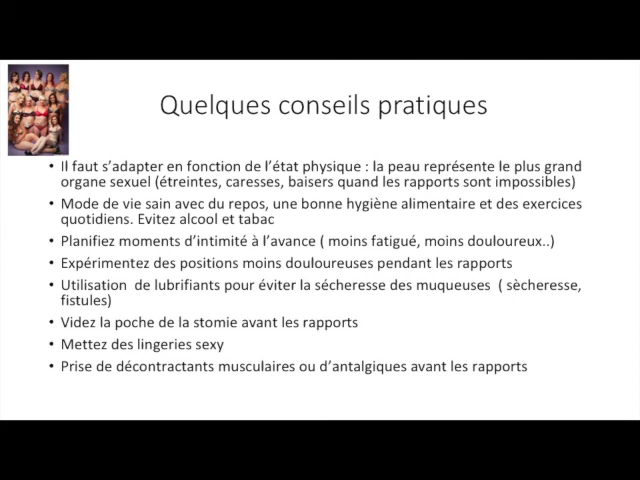 Quelques conseils pratiques
• Il faut s'adapter en fonction de l'état physique : la peau représente le plus grand
organe sexuel (étreintes, caresses, baisers quand les rapports sont impossibles)
• Mode de vie sain avec du repos, une bonne hygiène alimentaire et des exercices
quotidiens. Evitez alcool et tabac
• Planifiez moments d'intimité à l'avance ( moins fatigué, moins douloureux..)
• Expérimentez des positions moins douloureuses pendant les rapports
• Utilisation  de lubrifiants pour éviter la sécheresse des muqueuses  ( sècheresse,
fistules)
• Videz la poche de la stomie avant les rapports
• Mettez des lingeries sexy
• Prise de décontractants musculaires ou d'antalgiques avant les rapports